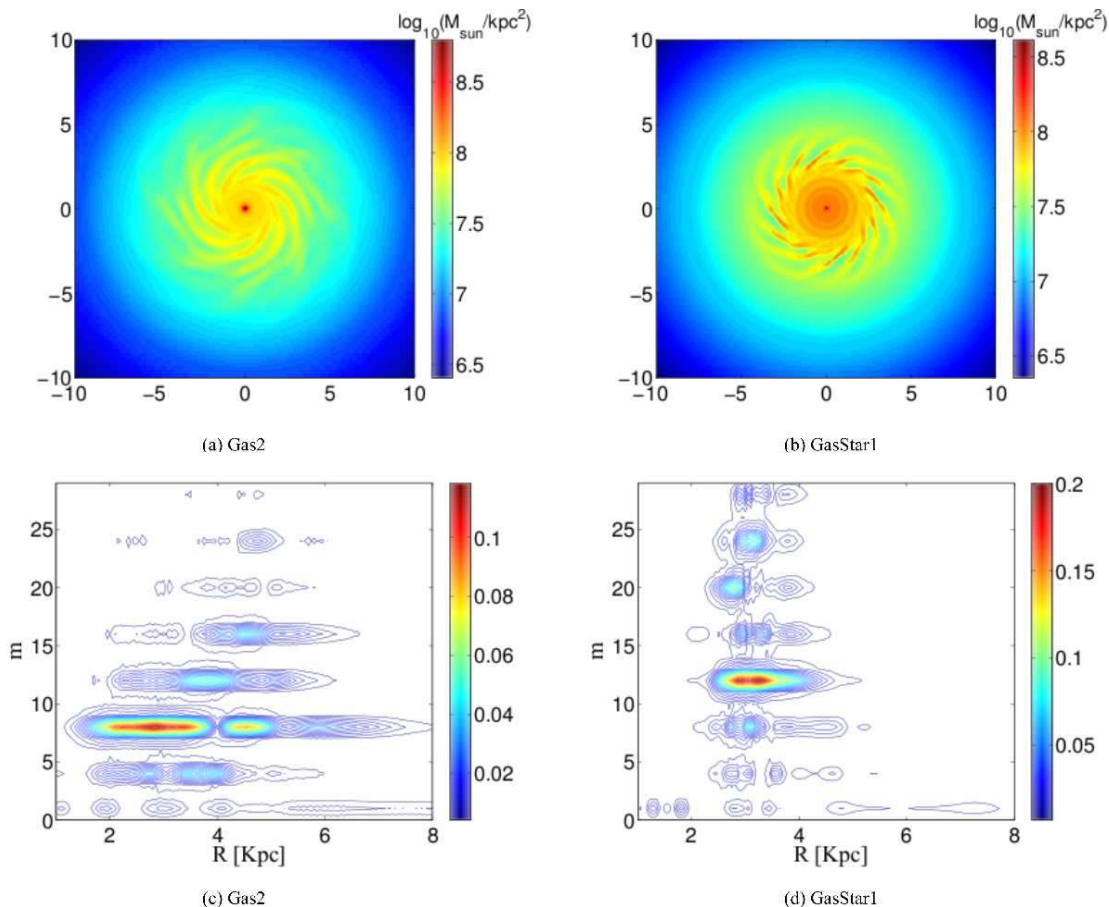 log10(Msun/kpc2)
log10(Msun/kpc2)
10
5
0
−5
−10
−10 −5 0 5 10
8.5
8
7.5
7
6.5
10
5
0
−5
−10
−10 −5 0 5 10
8.5
8
7.5
7
6.5
(a) Gas2
(b) GasStar1
m
25
20
15
10
5
0
2 4 6 8
R [Kpc]
0.1
0.08
0.06
0.04
0.02
m
25
20
15
10
5
0
2 4 6 8
R [Kpc]
0.2
0.15
0.1
0.05
(c) Gas2
(d) GasStar1